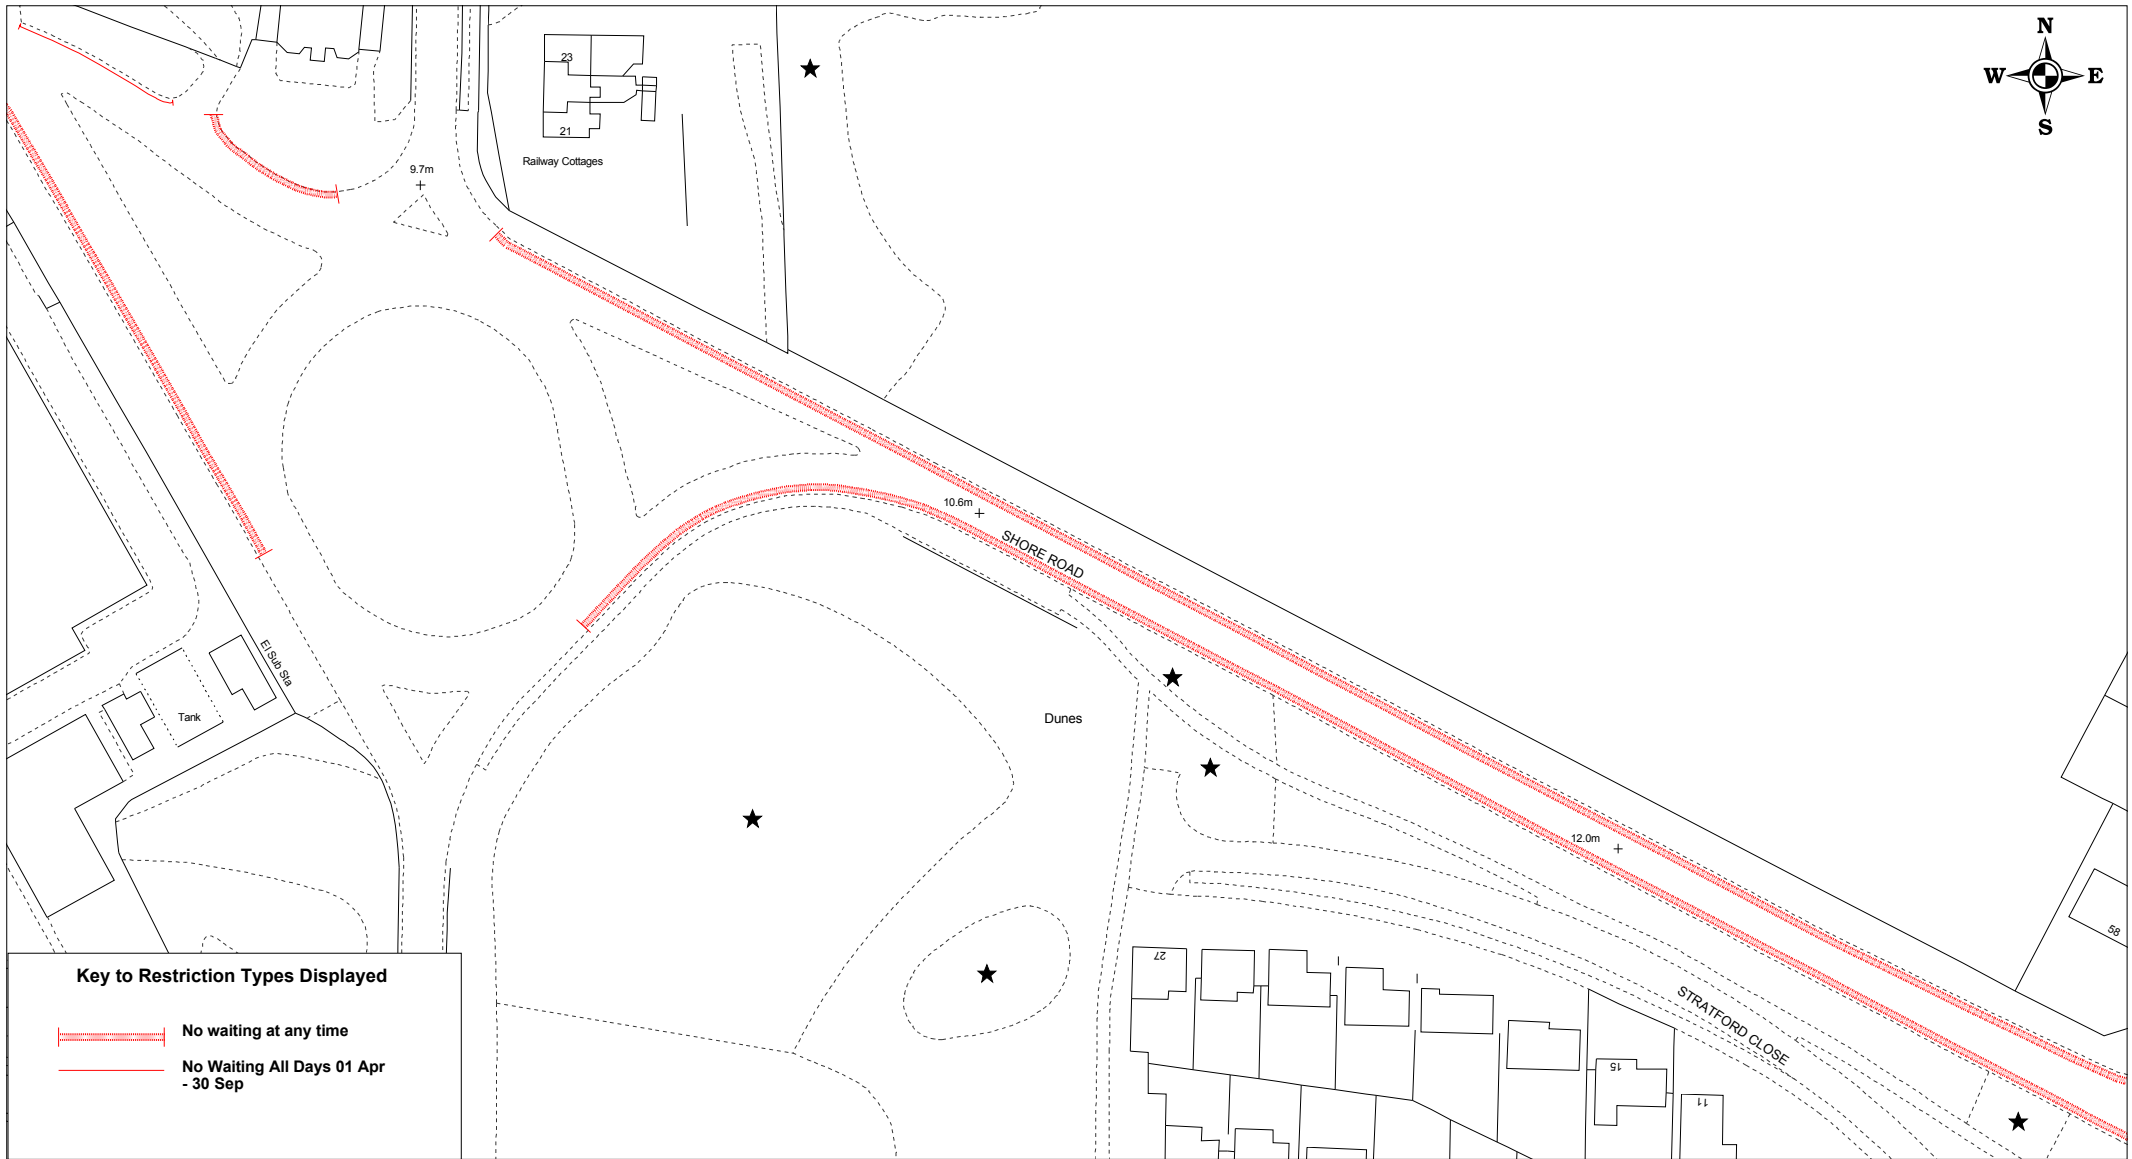 N
W E
S
23
21
Railway Cottages
9.7m
10.6m
SHORE ROAD
El Sub Sta
Tank
Dunes
12.0m
58
27
STRATFORD CLOSE
15
11
Key to Restriction Types Displayed
No waiting at any time
No Waiting All Days 01 Apr
- 30 Sep